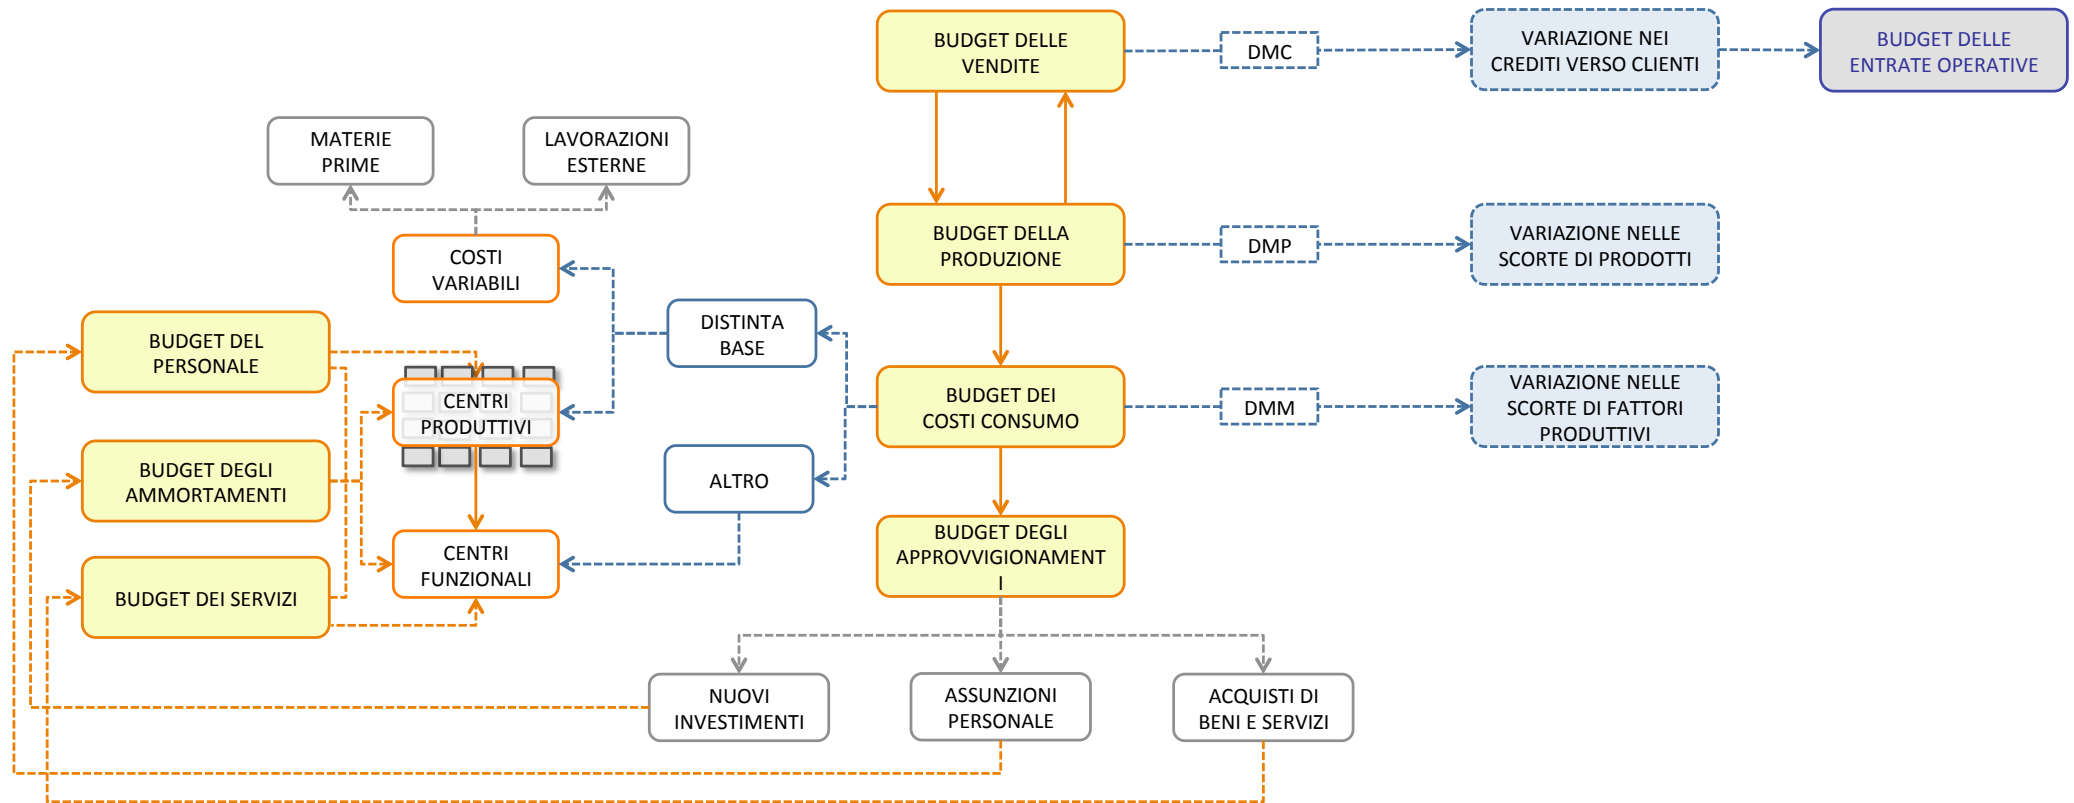 BUDGET DELLE
VENDITE
DMC
VARIAZIONE NEI
CREDITI VERSO CLIENTI
BUDGET DELLE
ENTRATE OPERATIVE
MATERIE
PRIME
LAVORAZIONI
ESTERNE
COSTI
VARIABILI
BUDGET DELLA
PRODUZIONE
DMP
VARIAZIONE NELLE
SCORTE DI PRODOTTI
BUDGET DEL
PERSONALE
DISTINTA
BASE
CENTRI
PRODUTTIVI
BUDGET DEI
COSTI CONSUMO
DMM
VARIAZIONE NELLE
SCORTE DI FATTORI
PRODUTTIVI
BUDGET DEGLI
AMMORTAMENTI
ALTRO
CENTRI
FUNZIONALI
BUDGET DEGLI
APPROVVIGIONAMENT
I
BUDGET DEI SERVIZI
NUOVI
INVESTIMENTI
ASSUNZIONI
PERSONALE
ACQUISTI DI
BENI E SERVIZI